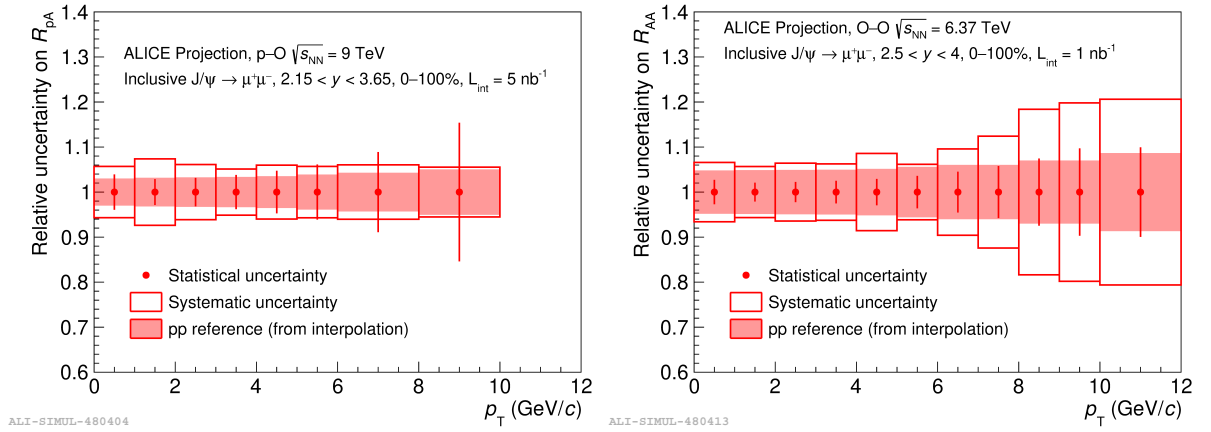 Relative uncertainty on R_pA
1.4
1.3
1.2
1.1
1
0.9
0.8
0.7
0.6
ALICE Projection, p–O √s_NN = 9 TeV
Inclusive J/ψ → μ⁺μ⁻, 2.15 < y < 3.65, 0–100%, L_int = 5 nb⁻¹
Statistical uncertainty
Systematic uncertainty
pp reference (from interpolation)
0 2 4 6 8 10 12
p_T (GeV/c)
ALI-SIMUL-480404
Relative uncertainty on R_AA
1.4
1.3
1.2
1.1
1
0.9
0.8
0.7
0.6
ALICE Projection, O–O √s_NN = 6.37 TeV
Inclusive J/ψ → μ⁺μ⁻, 2.5 < y < 4, 0–100%, L_int = 1 nb⁻¹
Statistical uncertainty
Systematic uncertainty
pp reference (from interpolation)
0 2 4 6 8 10 12
p_T (GeV/c)
ALI-SIMUL-480413